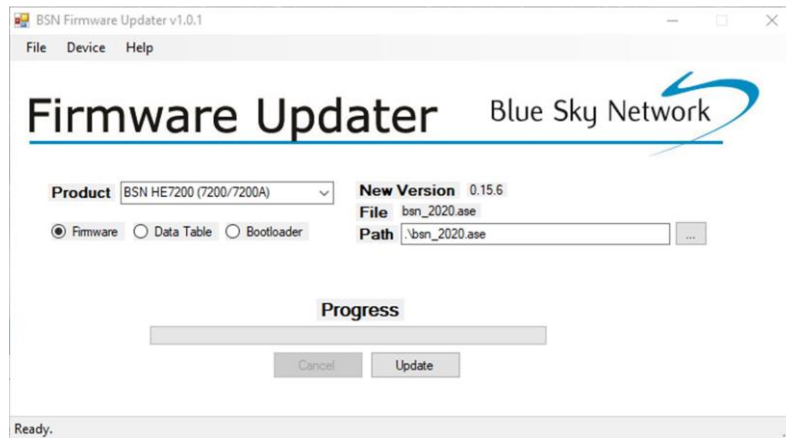 BSN Firmware Updater v1.0.1
File Device Help
Firmware Updater
Blue Sky Network
Product BSN HE7200 (7200/7200A)
New Version 0.15.6
File bsn_2020.ase
Firmware Data Table Bootloader
Path .\bsn_2020.ase ...
Progress
Cancel Update
Ready.